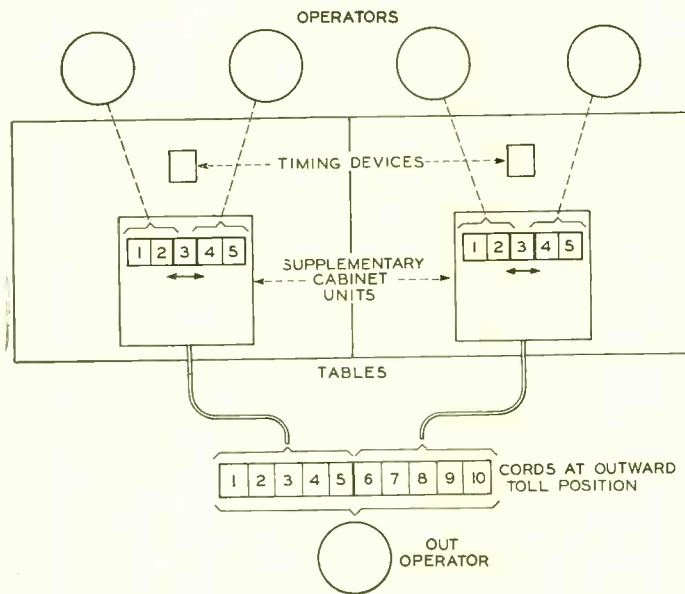 OPERATORS
TIMING DEVICES
1 2 3 4 5
1 2 3 4 5
SUPPLEMENTARY
CABINET
UNITS
TABLES
1 2 3 4 5 6 7 8 9 10
CORDS AT OUTWARD
TOLL POSITION
OUT
OPERATOR